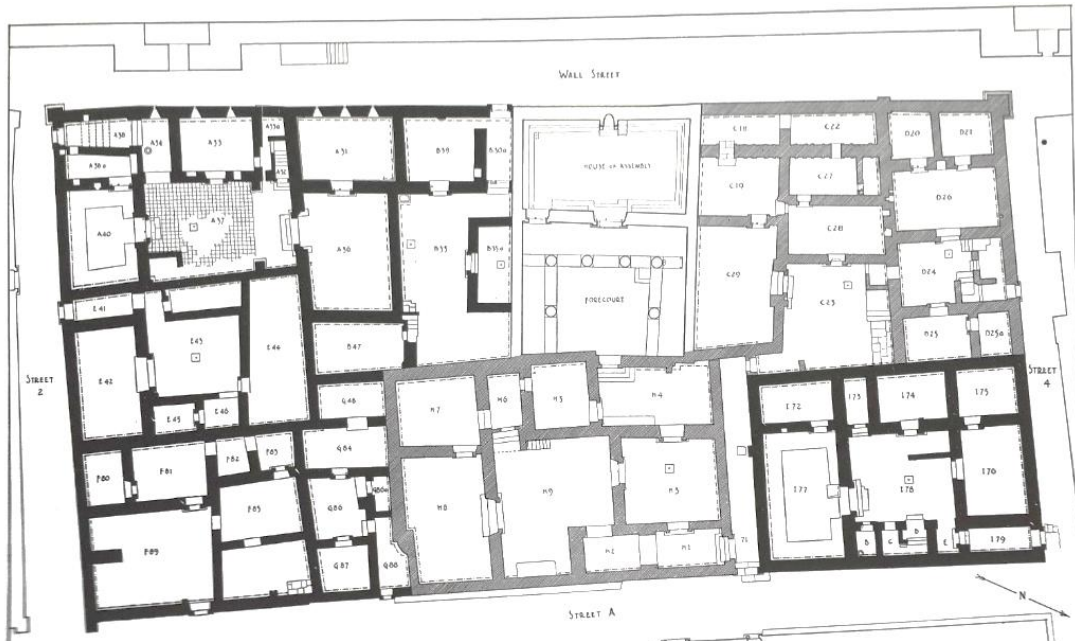 WALL STREET
A38
A34
A33
A35a
A31
B39
B30a
A38a
A32
C18
C22
D20
D21
HOUSE OF ASSEMBLY
C19
C27
D26
A40
A37
A36
B33
B35a
C28
D24
C29
C23
FORECOURT
E41
E43
E44
B47
D25
D25a
E42
STREET
2
STREET
4
E45
E46
G48
H7
H6
H3
H4
I72
I73
I74
I75
G84
F80
F81
F82
F83
F85
G86
H8
H9
H5
I77
I78
I76
F89
G87
G88
H2
H1
71
D
C
B
E
I79
STREET A
N